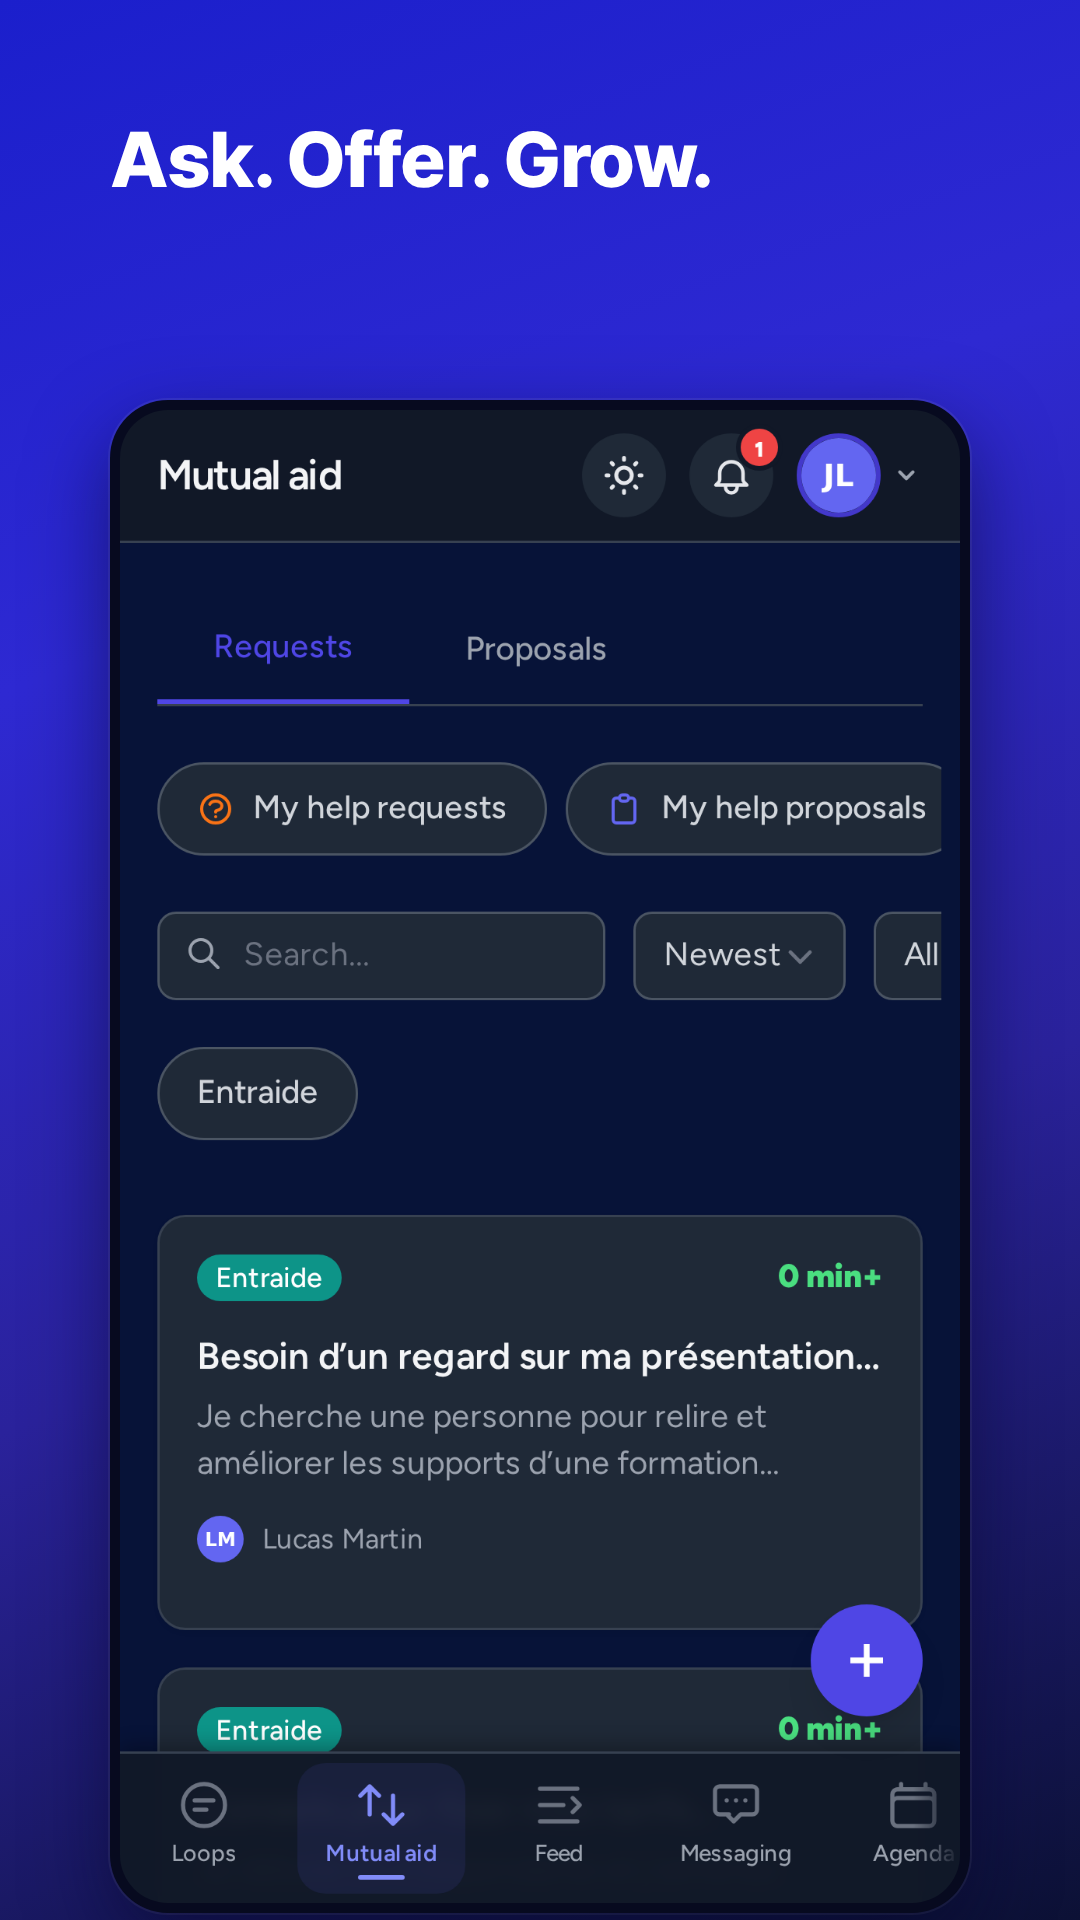 Ask. Offer. Grow.
Mutual aid
1
JL
Requests
Proposals
My help requests
My help proposals
Search...
Newest
All
Entraide
Entraide
0 min+
Besoin d’un regard sur ma présentation...
Je cherche une personne pour relire et
améliorer les supports d’une formation...
LM
Lucas Martin
Entraide
0 min+
Loops
Mutual aid
Feed
Messaging
Agenda